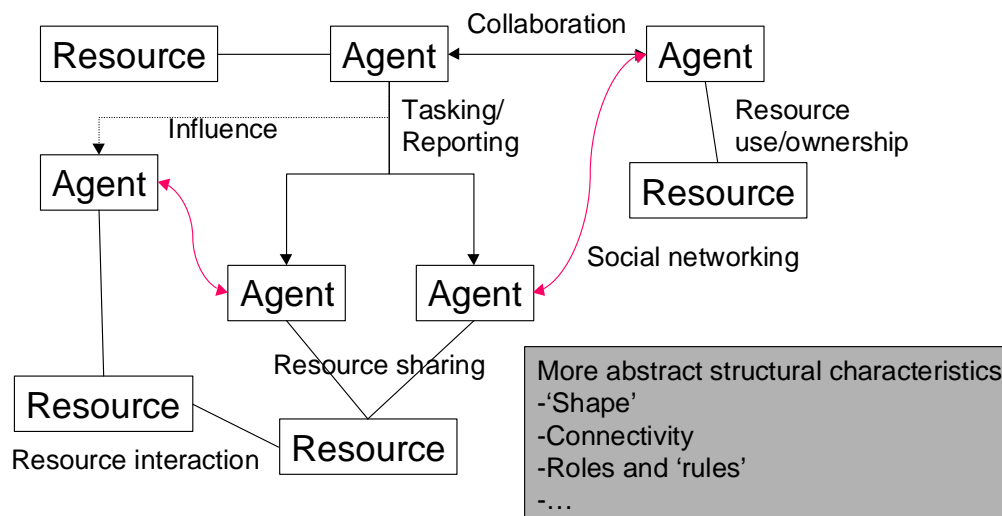 Collaboration
Resource
Agent
Agent
Tasking/
Reporting
Influence
Resource
use/ownership
Agent
Resource
Social networking
Agent
Agent
Resource sharing
Resource
Resource
Resource interaction
More abstract structural characteristics
-‘Shape’
-Connectivity
-Roles and ‘rules’
-…